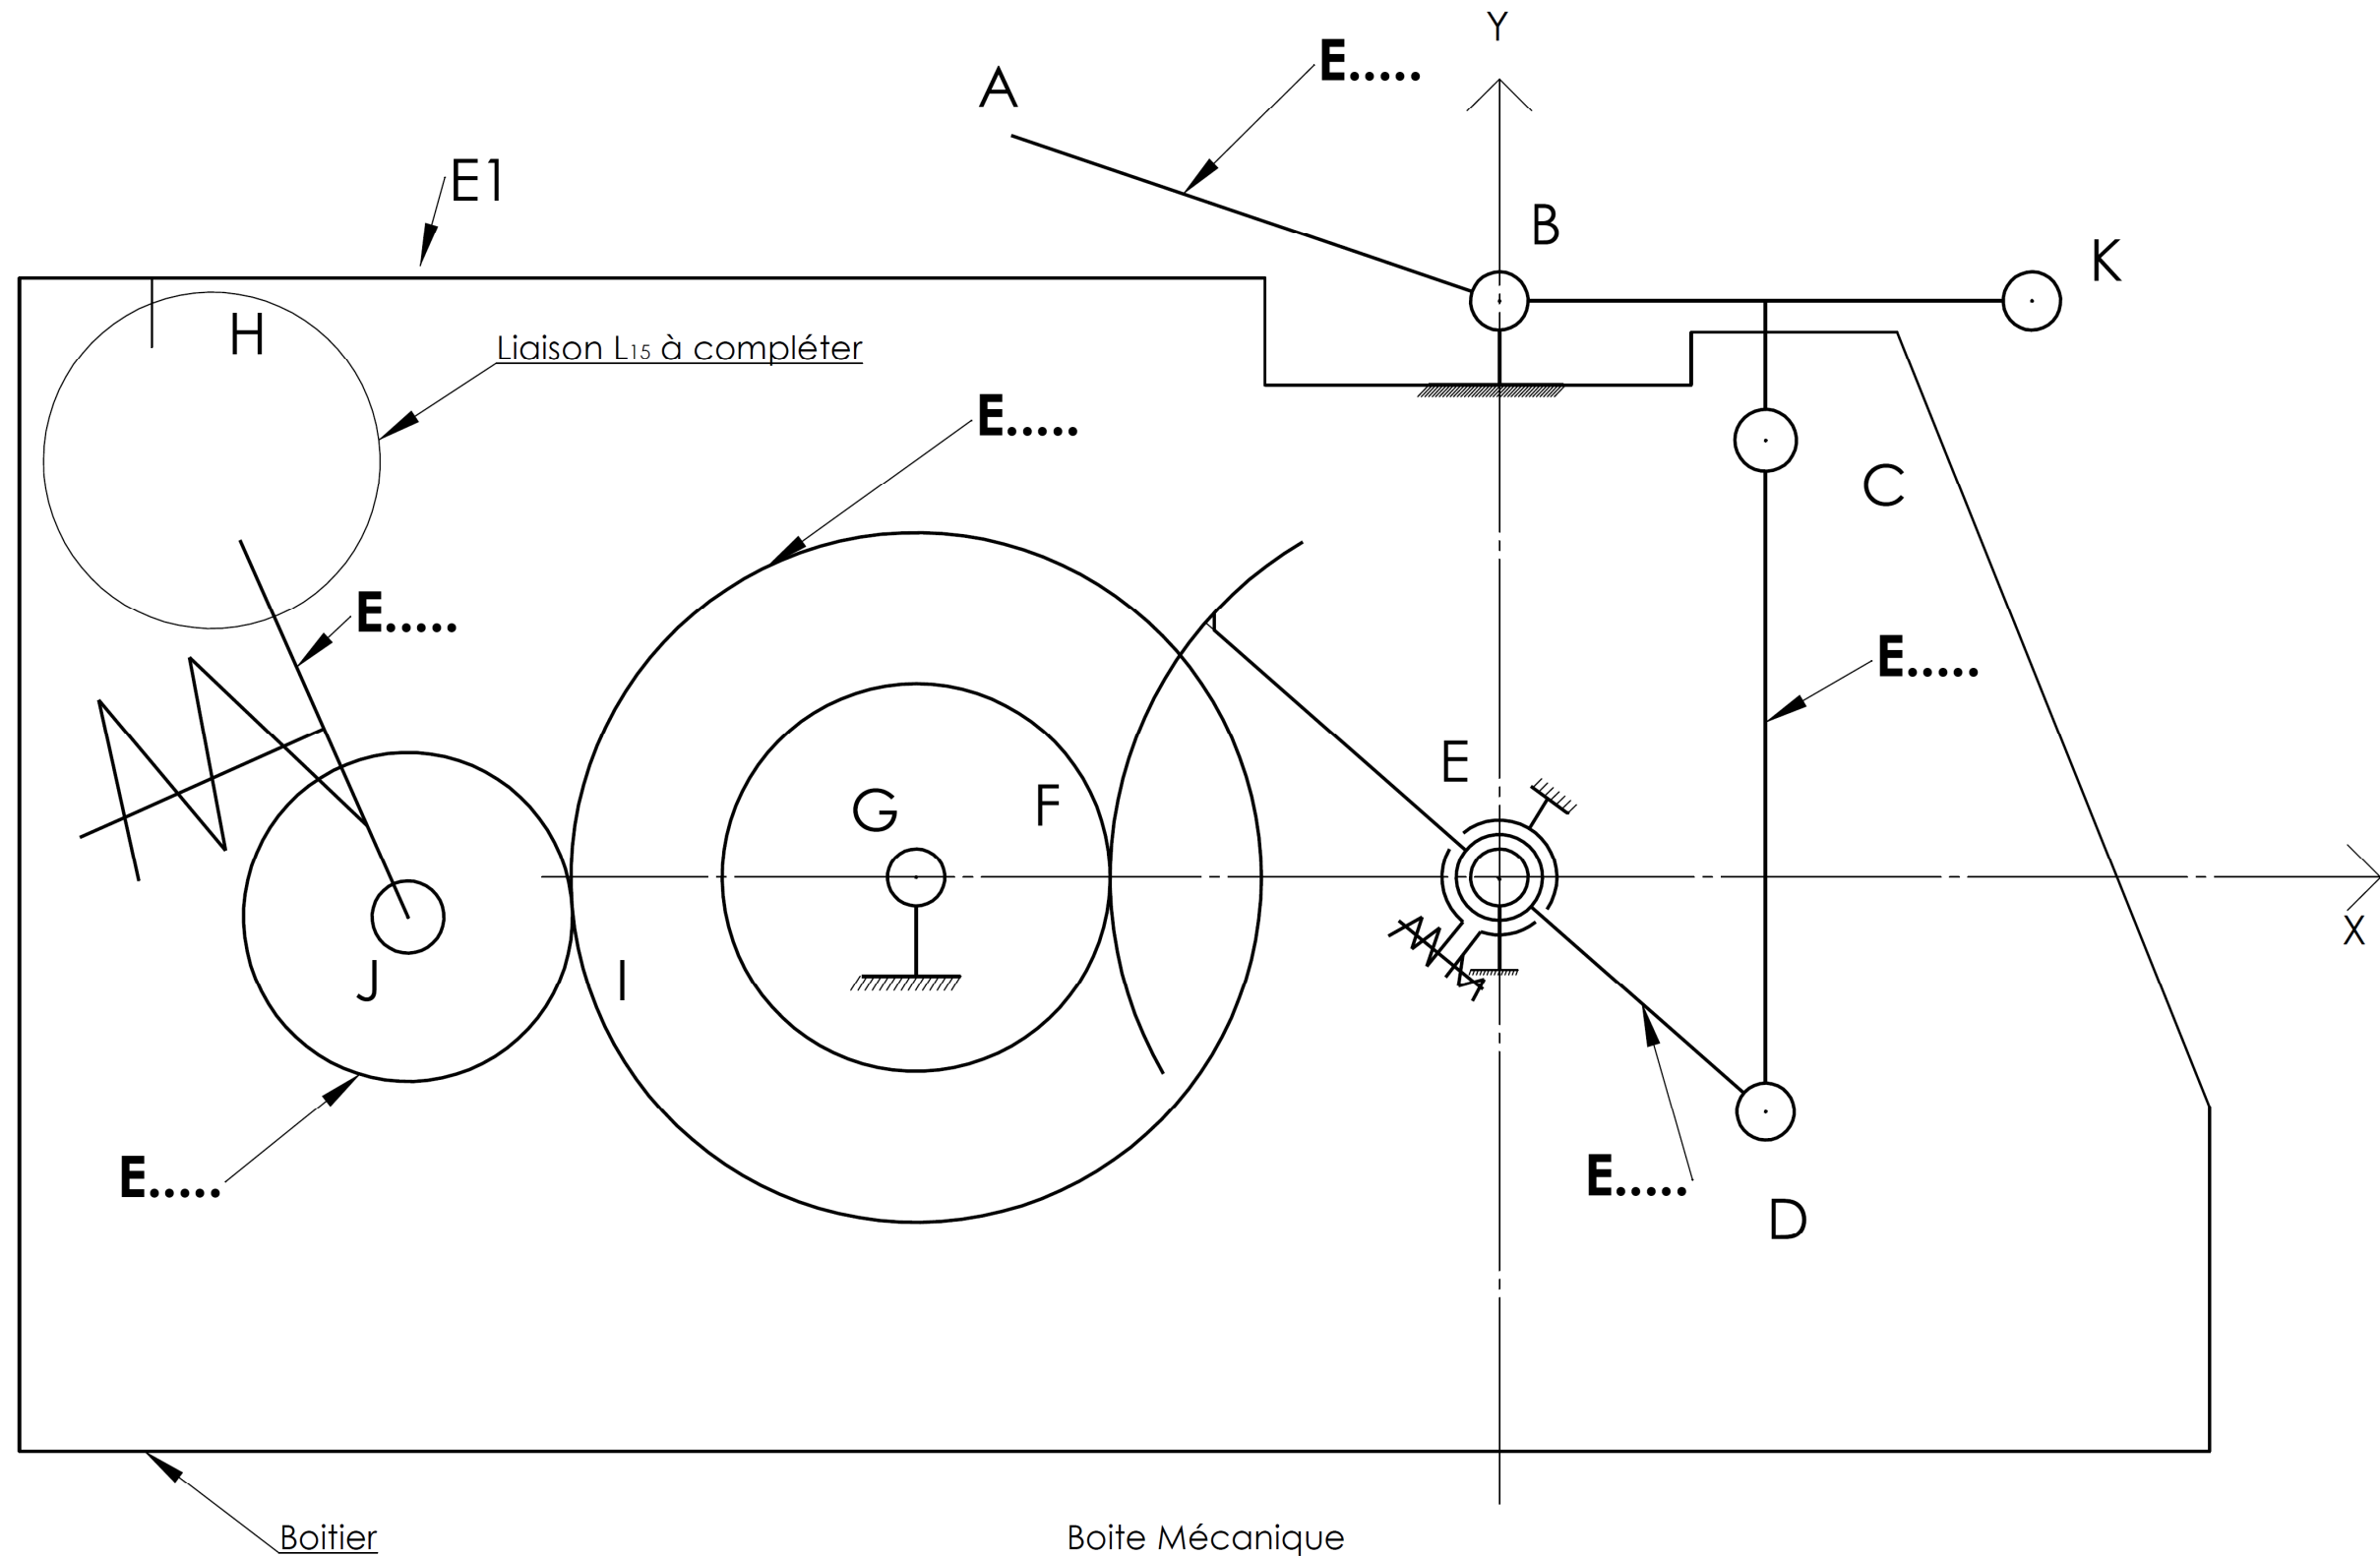 Y
E.....
A
E1
B
K
H
Liaison L15 à compléter
E.....
C
E.....
E.....
E
G
F
X
J
I
E.....
E.....
D
Boitier
Boite Mécanique